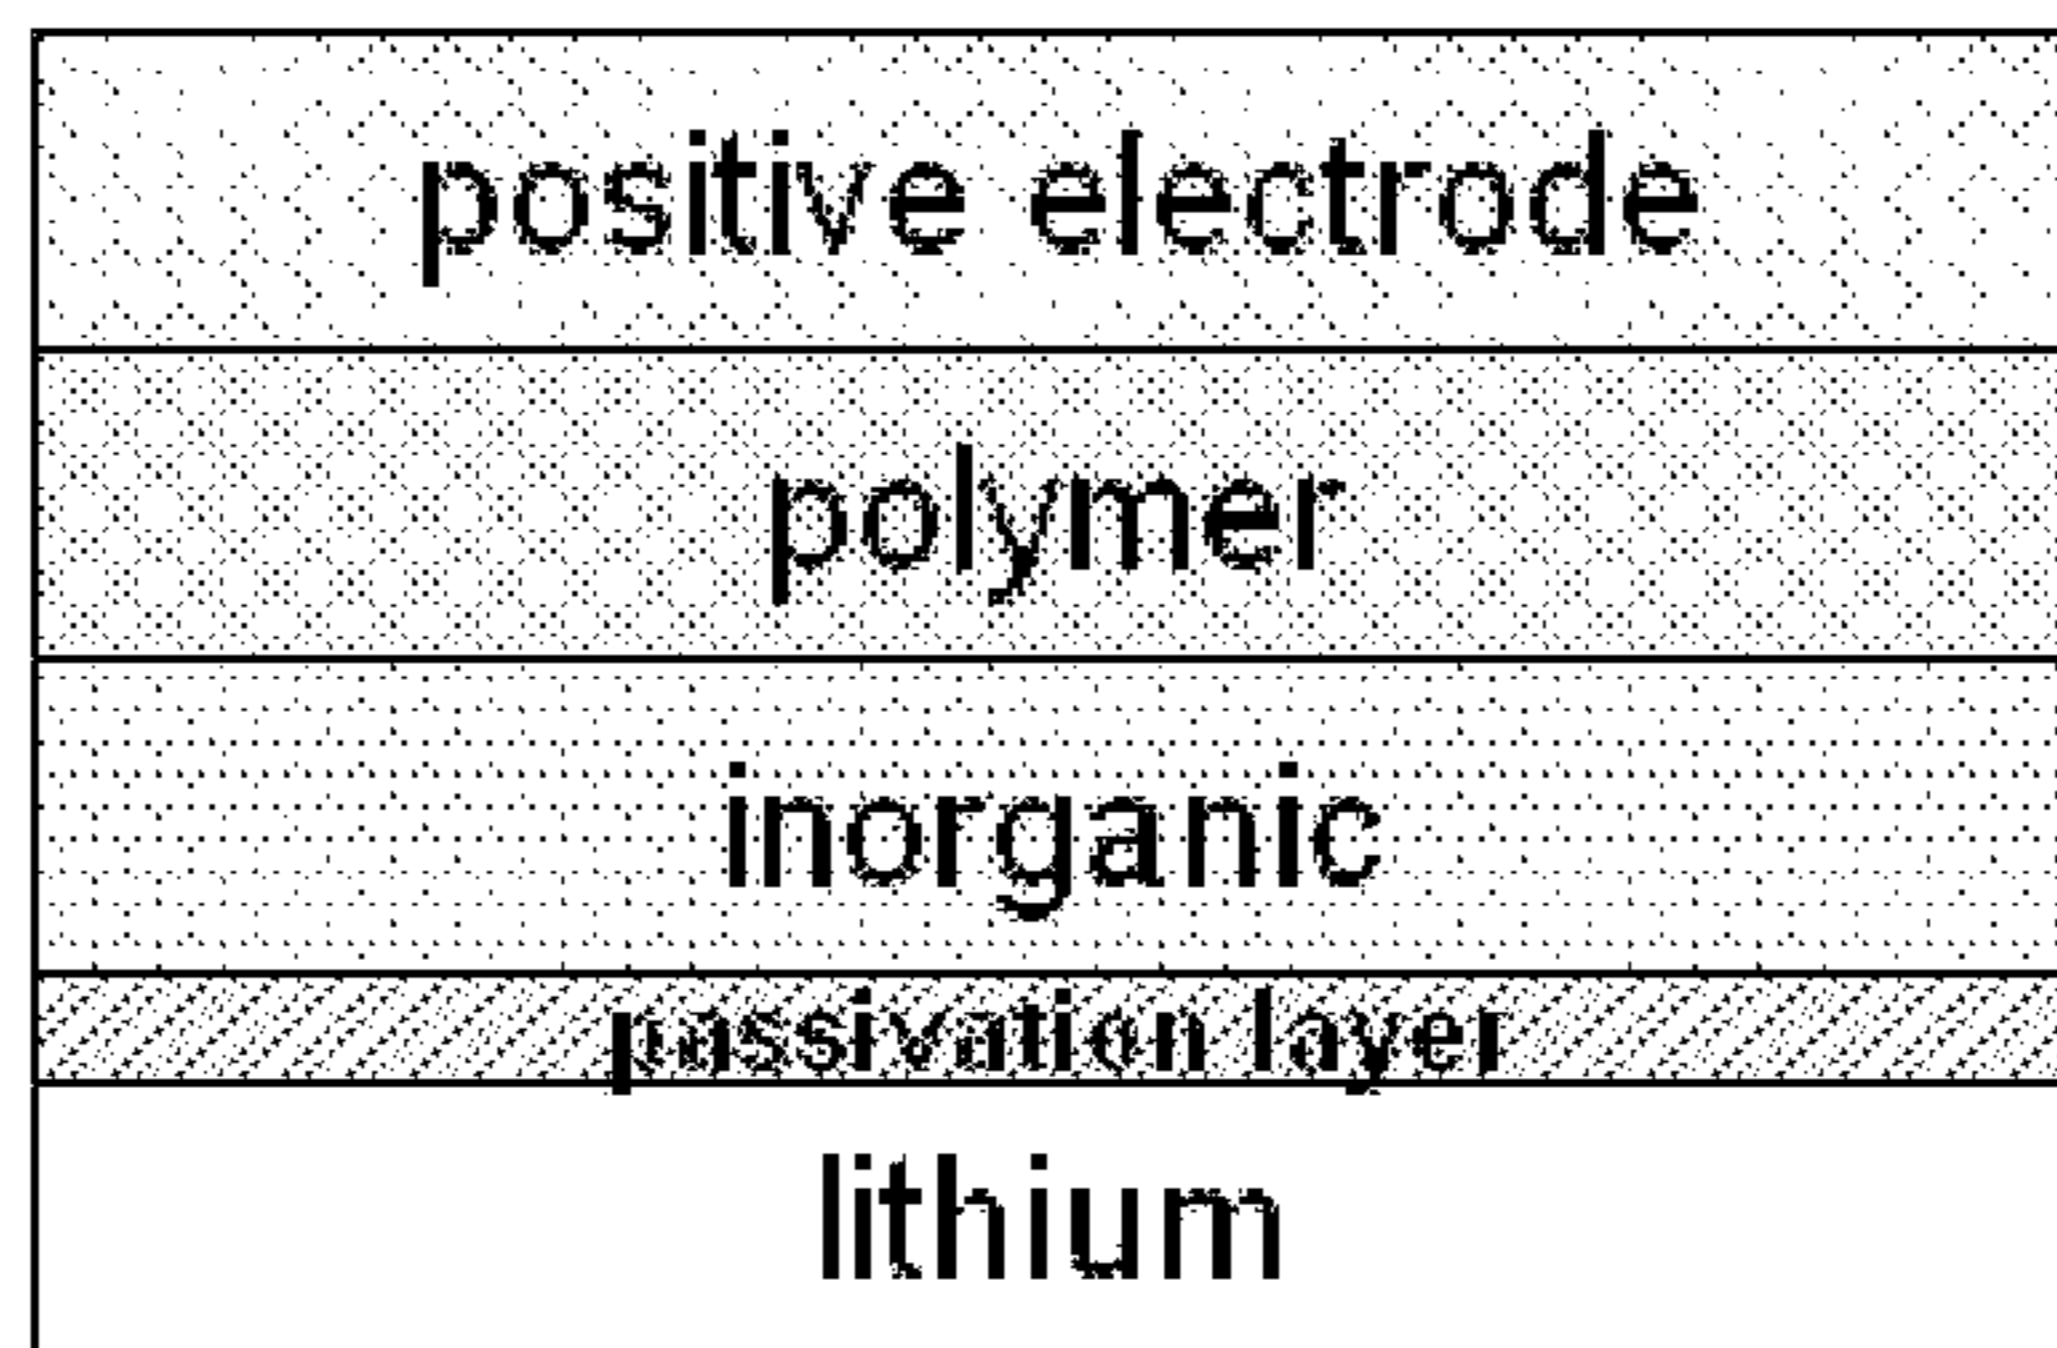 positive electrode
polymer
inorganic
passivation layer
lithium